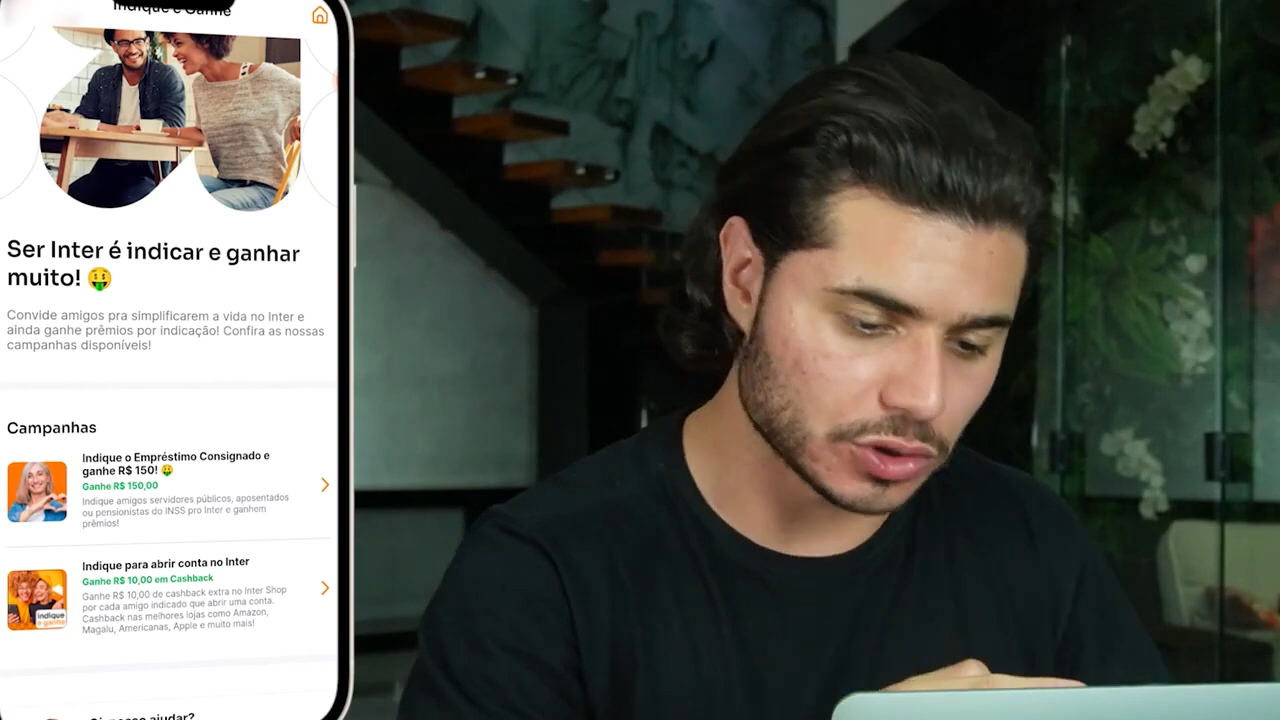 Indique e Ganhe
Ser Inter é indicar e ganhar
muito! 🤑
Convide amigos pra simplificarem a vida no Inter e
ainda ganhe prêmios por indicação! Confira as nossas
campanhas disponíveis!
Campanhas
Indique o Empréstimo Consignado e
ganhe R$ 150! 🤑
Ganhe R$ 150,00
Indique amigos servidores públicos, aposentados
ou pensionistas do INSS pro Inter e ganhem
prêmios!
Indique para abrir conta no Inter
Ganhe R$ 10,00 em Cashback
Ganhe R$ 10,00 de cashback extra no Inter Shop
por cada amigo indicado que abrir uma conta.
Cashback nas melhores lojas como Amazon,
Magalu, Americanas, Apple e muito mais!
indique
e ganhe
ajudar?